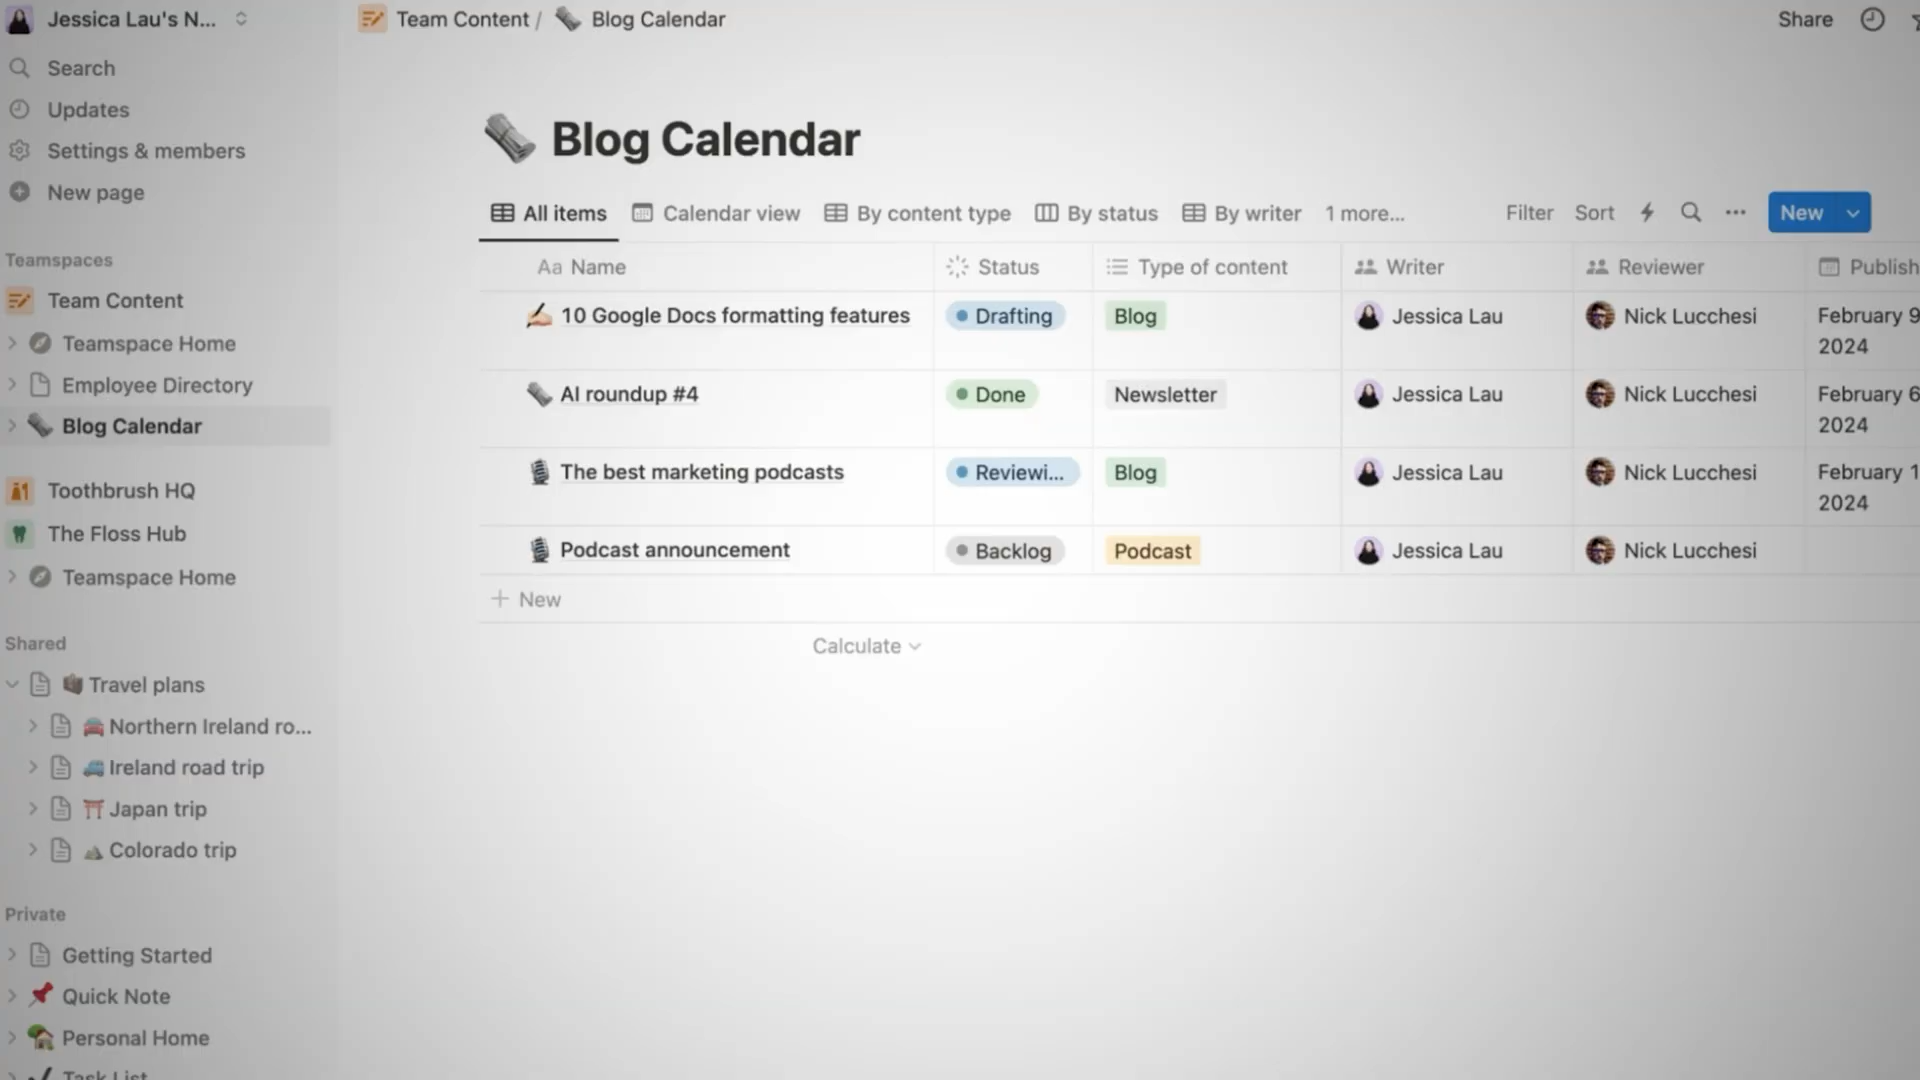 Jessica Lau's N...
Team Content / Blog Calendar
Share
Search
Updates
Settings & members
New page
Teamspaces
Team Content
Teamspace Home
Employee Directory
Blog Calendar
Toothbrush HQ
The Floss Hub
Teamspace Home
Shared
Travel plans
Northern Ireland ro...
Ireland road trip
Japan trip
Colorado trip
Private
Getting Started
Quick Note
Personal Home
Task List
Blog Calendar
All items Calendar view By content type By status By writer 1 more... Filter Sort New
Aa Name Status Type of content Writer Reviewer Publish
10 Google Docs formatting features Drafting Blog Jessica Lau Nick Lucchesi February 9
2024
AI roundup #4 Done Newsletter Jessica Lau Nick Lucchesi February 6
2024
The best marketing podcasts Reviewi... Blog Jessica Lau Nick Lucchesi February 1
2024
Podcast announcement Backlog Podcast Jessica Lau Nick Lucchesi
New
Calculate